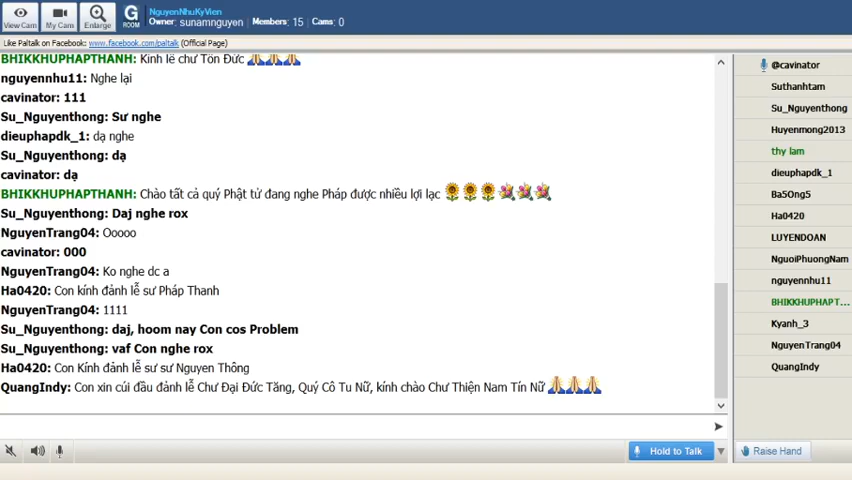 NguyenNhuKyVien
Owner: sunamnguyen Members: 15 Cams: 0
View Cam My Cam Enlarge G ROOM
Like Paltalk on Facebook: www.facebook.com/paltalk (Official Page)
BHIKKHUPHAPTHANH: Kính lễ chư Tôn Đức
nguyennhu11: Nghe lại
cavinator: 111
Su_Nguyenthong: Sư nghe
dieuphapdk_1: dạ nghe
Su_Nguyenthong: dạ
cavinator: dạ
BHIKKHUPHAPTHANH: Chào tất cả quý Phật tử đang nghe Pháp được nhiều lợi lạc
Su_Nguyenthong: Daj nghe rox
NguyenTrang04: Ooooo
cavinator: 000
NguyenTrang04: Ko nghe dc a
Ha0420: Con kính đảnh lễ sư Pháp Thanh
NguyenTrang04: 1111
Su_Nguyenthong: daj, hoom nay Con cos Problem
Su_Nguyenthong: vaf Con nghe rox
Ha0420: Con Kính đảnh lễ sư sư Nguyen Thông
QuangIndy: Con xin cúi đầu đảnh lễ Chư Đại Đức Tăng, Quý Cô Tu Nữ, kính chào Chư Thiện Nam Tín Nữ
Hold to Talk
@cavinator
Suthanhtam
Su_Nguyenthong
Huyenmong2013
thy lam
dieuphapdk_1
Ba5Ong5
Ha0420
LUYENDOAN
NguoiPhuongNam
nguyennhu11
BHIKKHUPHAPT...
Kyanh_3
NguyenTrang04
QuangIndy
Raise Hand